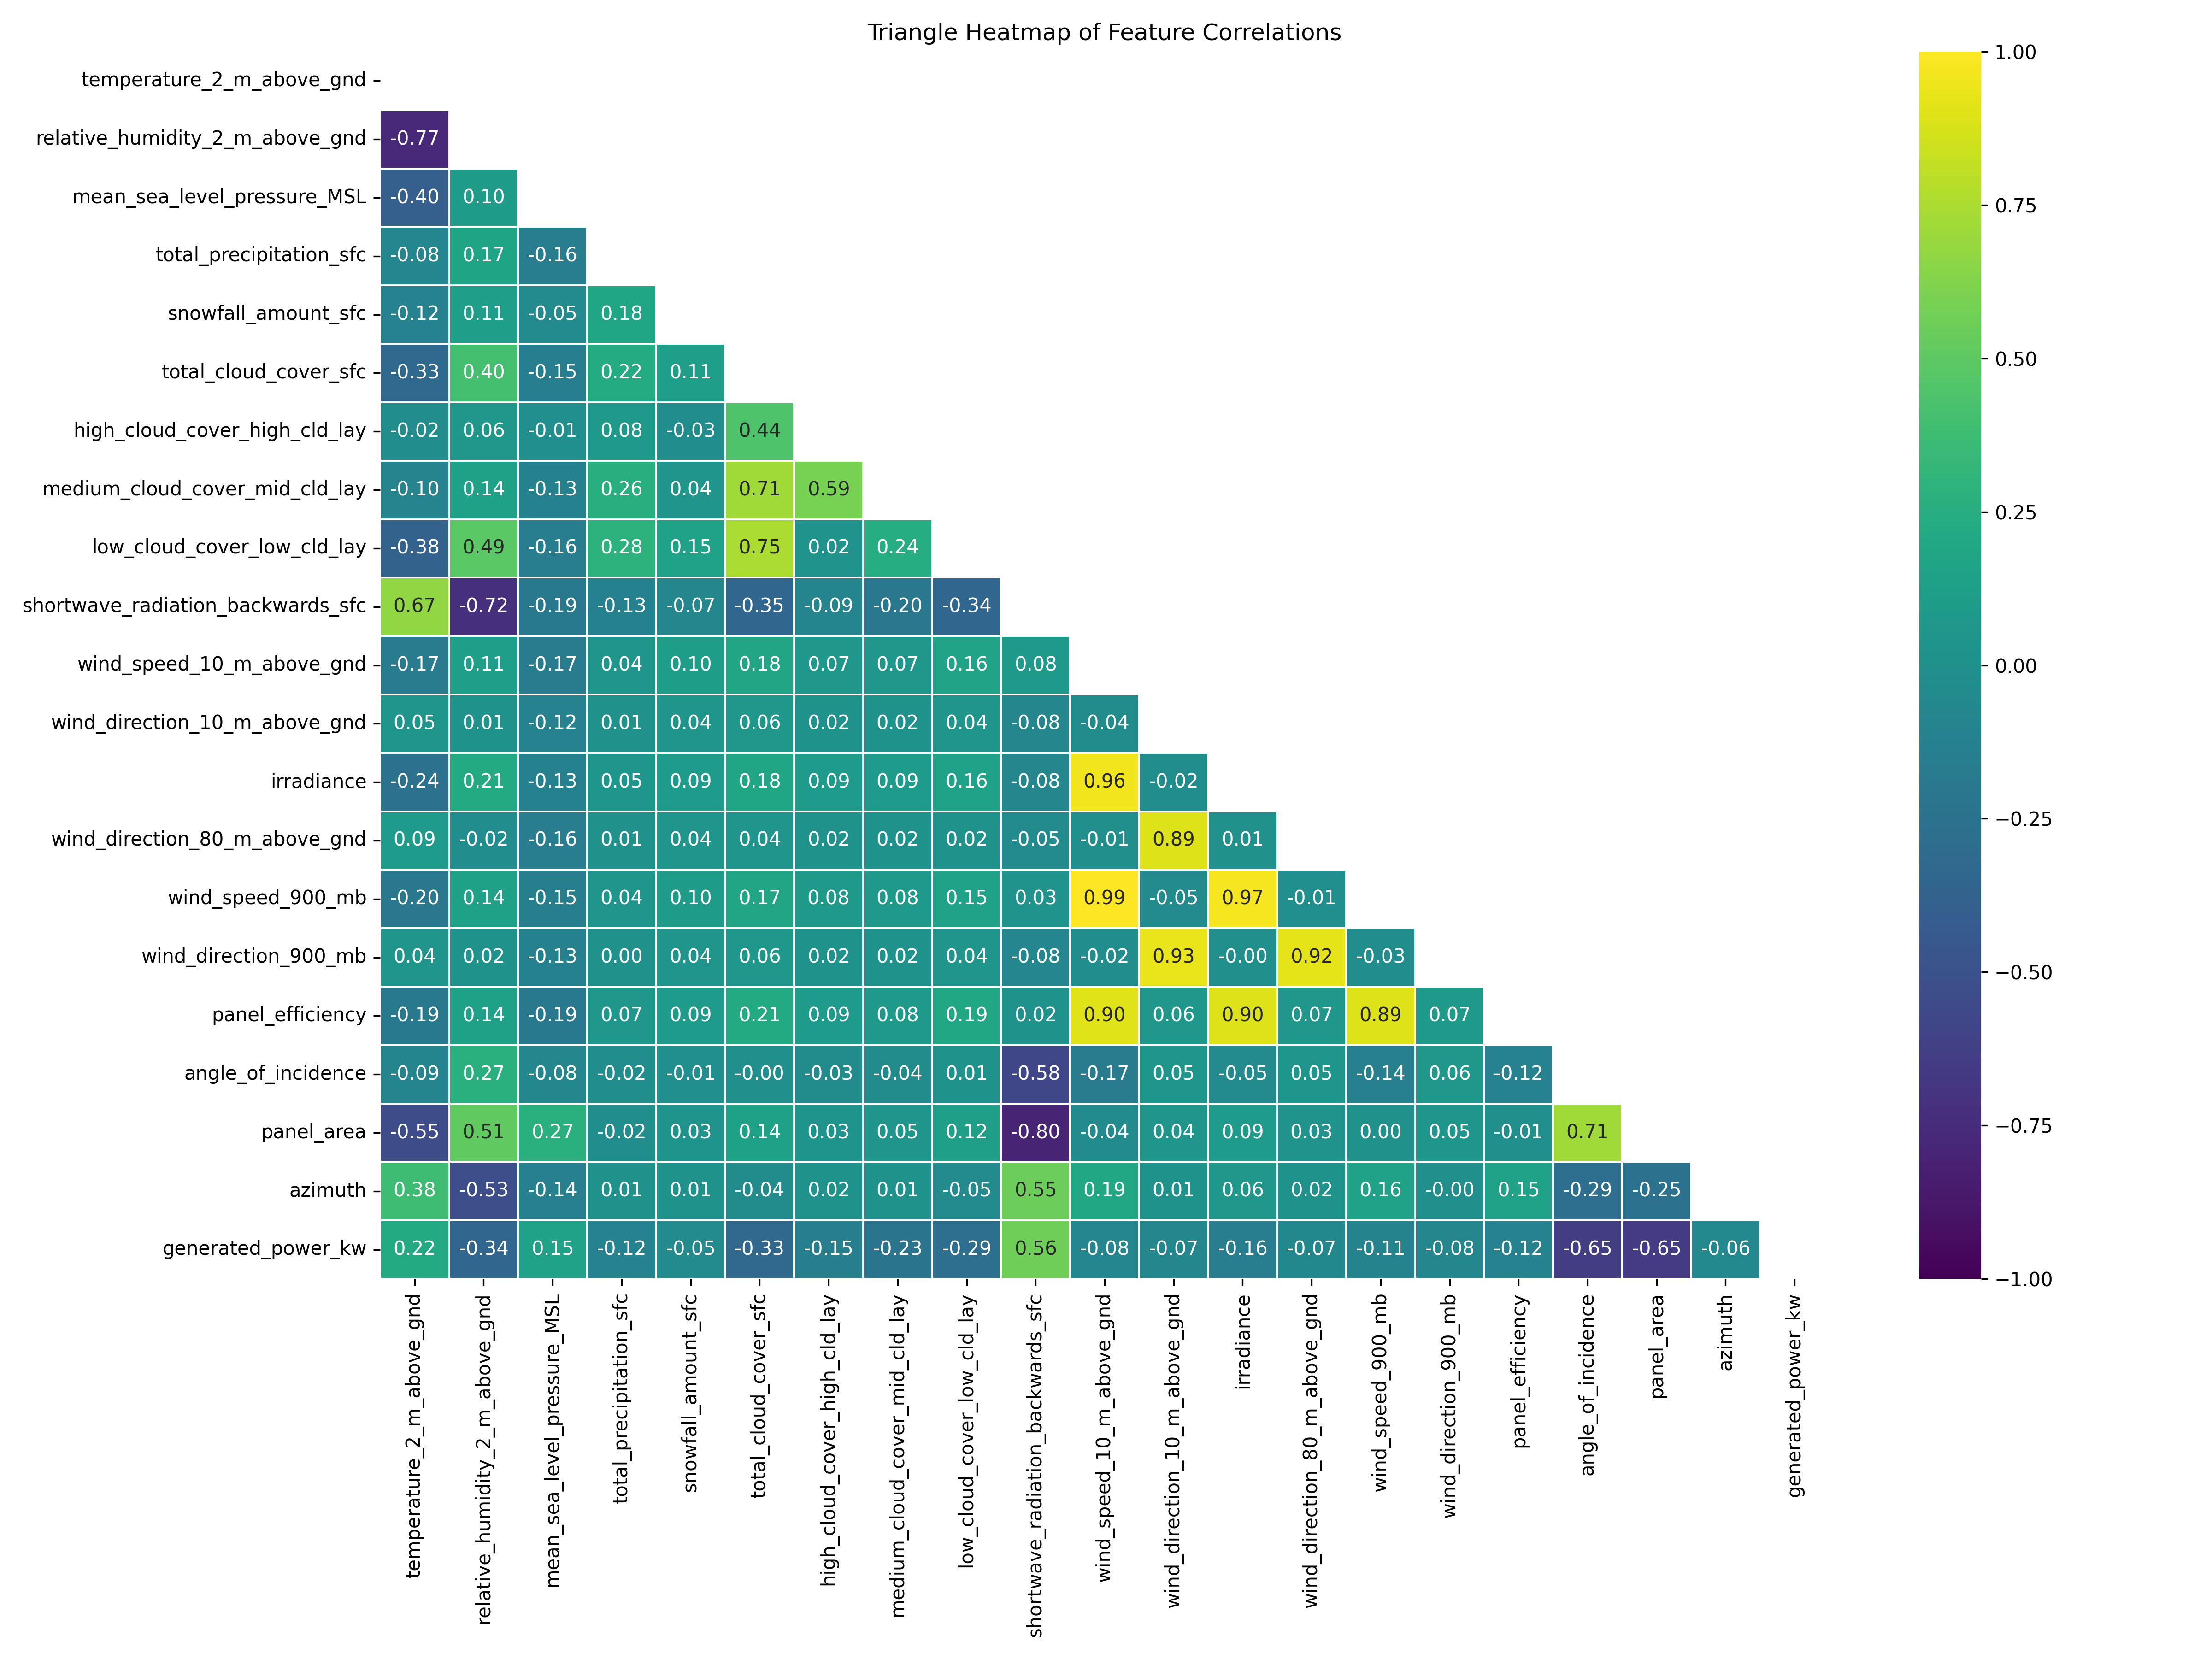 Triangle Heatmap of Feature Correlations
temperature_2_m_above_gnd
relative_humidity_2_m_above_gnd -0.77
mean_sea_level_pressure_MSL -0.40 0.10
total_precipitation_sfc -0.08 0.17 -0.16
snowfall_amount_sfc -0.12 0.11 -0.05 0.18
total_cloud_cover_sfc -0.33 0.40 -0.15 0.22 0.11
high_cloud_cover_high_cld_lay -0.02 0.06 -0.01 0.08 -0.03 0.44
medium_cloud_cover_mid_cld_lay -0.10 0.14 -0.13 0.26 0.04 0.71 0.59
low_cloud_cover_low_cld_lay -0.38 0.49 -0.16 0.28 0.15 0.75 0.02 0.24
shortwave_radiation_backwards_sfc 0.67 -0.72 -0.19 -0.13 -0.07 -0.35 -0.09 -0.20 -0.34
wind_speed_10_m_above_gnd -0.17 0.11 -0.17 0.04 0.10 0.18 0.07 0.07 0.16 0.08
wind_direction_10_m_above_gnd 0.05 0.01 -0.12 0.01 0.04 0.06 0.02 0.02 0.04 -0.08 -0.04
irradiance -0.24 0.21 -0.13 0.05 0.09 0.18 0.09 0.09 0.16 -0.08 0.96 -0.02
wind_direction_80_m_above_gnd 0.09 -0.02 -0.16 0.01 0.04 0.04 0.02 0.02 0.02 -0.05 -0.01 0.89 0.01
wind_speed_900_mb -0.20 0.14 -0.15 0.04 0.10 0.17 0.08 0.08 0.15 0.03 0.99 -0.05 0.97 -0.01
wind_direction_900_mb 0.04 0.02 -0.13 0.00 0.04 0.06 0.02 0.02 0.04 -0.08 -0.02 0.93 -0.00 0.92 -0.03
panel_efficiency -0.19 0.14 -0.19 0.07 0.09 0.21 0.09 0.08 0.19 0.02 0.90 0.06 0.90 0.07 0.89 0.07
angle_of_incidence -0.09 0.27 -0.08 -0.02 -0.01 -0.00 -0.03 -0.04 0.01 -0.58 -0.17 0.05 -0.05 0.05 -0.14 0.06 -0.12
panel_area -0.55 0.51 0.27 -0.02 0.03 0.14 0.03 0.05 0.12 -0.80 -0.04 0.04 0.09 0.03 0.00 0.05 -0.01 0.71
azimuth 0.38 -0.53 -0.14 0.01 0.01 -0.04 0.02 0.01 -0.05 0.55 0.19 0.01 0.06 0.02 0.16 -0.00 0.15 -0.29 -0.25
generated_power_kw 0.22 -0.34 0.15 -0.12 -0.05 -0.33 -0.15 -0.23 -0.29 0.56 -0.08 -0.07 -0.16 -0.07 -0.11 -0.08 -0.12 -0.65 -0.65 -0.06
temperature_2_m_above_gnd
relative_humidity_2_m_above_gnd
mean_sea_level_pressure_MSL
total_precipitation_sfc
snowfall_amount_sfc
total_cloud_cover_sfc
high_cloud_cover_high_cld_lay
medium_cloud_cover_mid_cld_lay
low_cloud_cover_low_cld_lay
shortwave_radiation_backwards_sfc
wind_speed_10_m_above_gnd
wind_direction_10_m_above_gnd
irradiance
wind_direction_80_m_above_gnd
wind_speed_900_mb
wind_direction_900_mb
panel_efficiency
angle_of_incidence
panel_area
azimuth
generated_power_kw
1.00
0.75
0.50
0.25
0.00
−0.25
−0.50
−0.75
−1.00